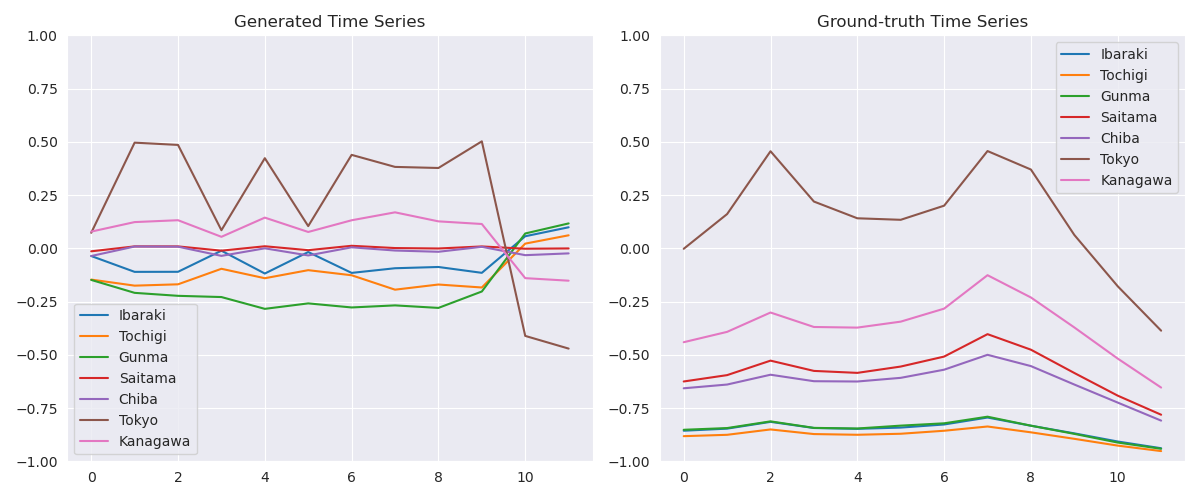 Generated Time Series
1.00
0.75
0.50
0.25
0.00
−0.25
−0.50
−0.75
−1.00
0 2 4 6 8 10
Ibaraki
Tochigi
Gunma
Saitama
Chiba
Tokyo
Kanagawa
Ground-truth Time Series
1.00
0.75
0.50
0.25
0.00
−0.25
−0.50
−0.75
−1.00
0 2 4 6 8 10
Ibaraki
Tochigi
Gunma
Saitama
Chiba
Tokyo
Kanagawa